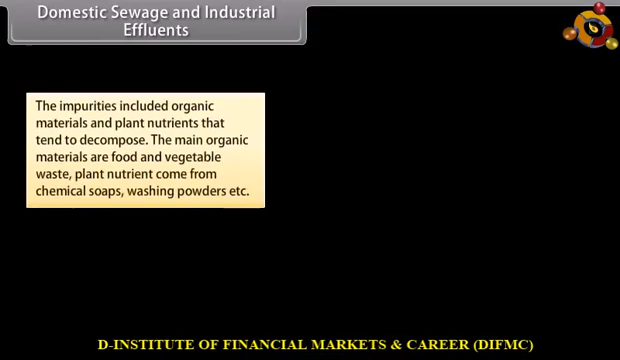 Domestic Sewage and Industrial
Effluents
The impurities included organic
materials and plant nutrients that
tend to decompose. The main organic
materials are food and vegetable
waste, plant nutrient come from
chemical soaps, washing powders etc.
D-INSTITUTE OF FINANCIAL MARKETS & CAREER (DIFMC)